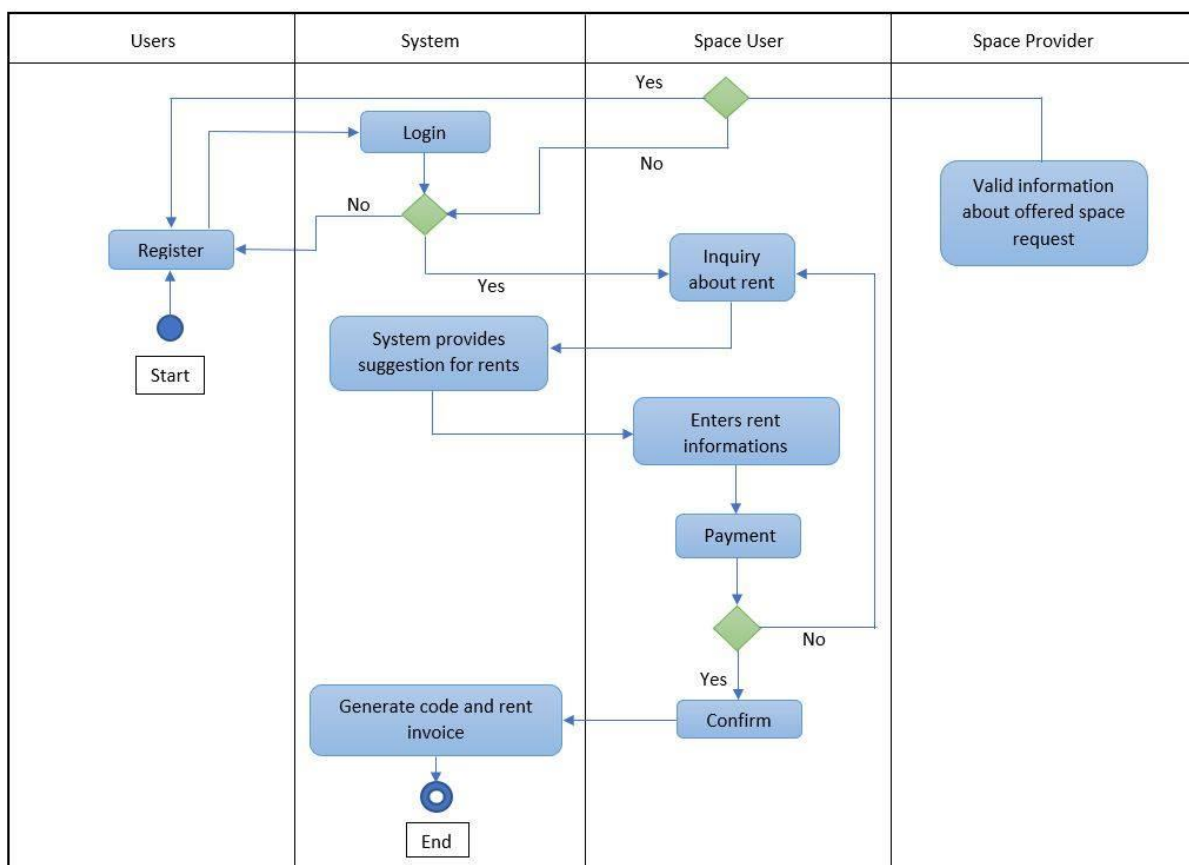 Users
System
Space User
Space Provider
Yes
Login
No
Valid information
about offered space
request
No
Register
Inquiry
about rent
Yes
System provides
suggestion for rents
Start
Enters rent
informations
Payment
No
Yes
Generate code and rent
invoice
Confirm
End